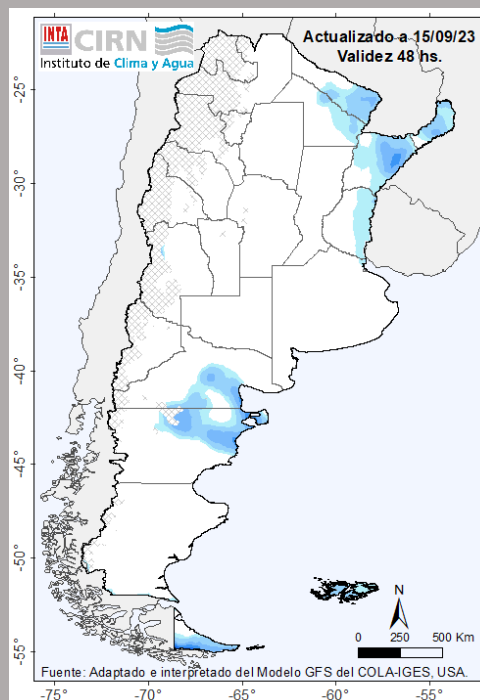 INTA CIRN
Instituto de Clima y Agua
Actualizado a 15/09/23
Validez 48 hs.
-25°
-30°
-35°
-40°
-45°
-50°
-55°
N
0 250 500 Km
Fuente: Adaptado e interpretado del Modelo GFS del COLA-IGES, USA.
-75 -70 -65 -60 -55